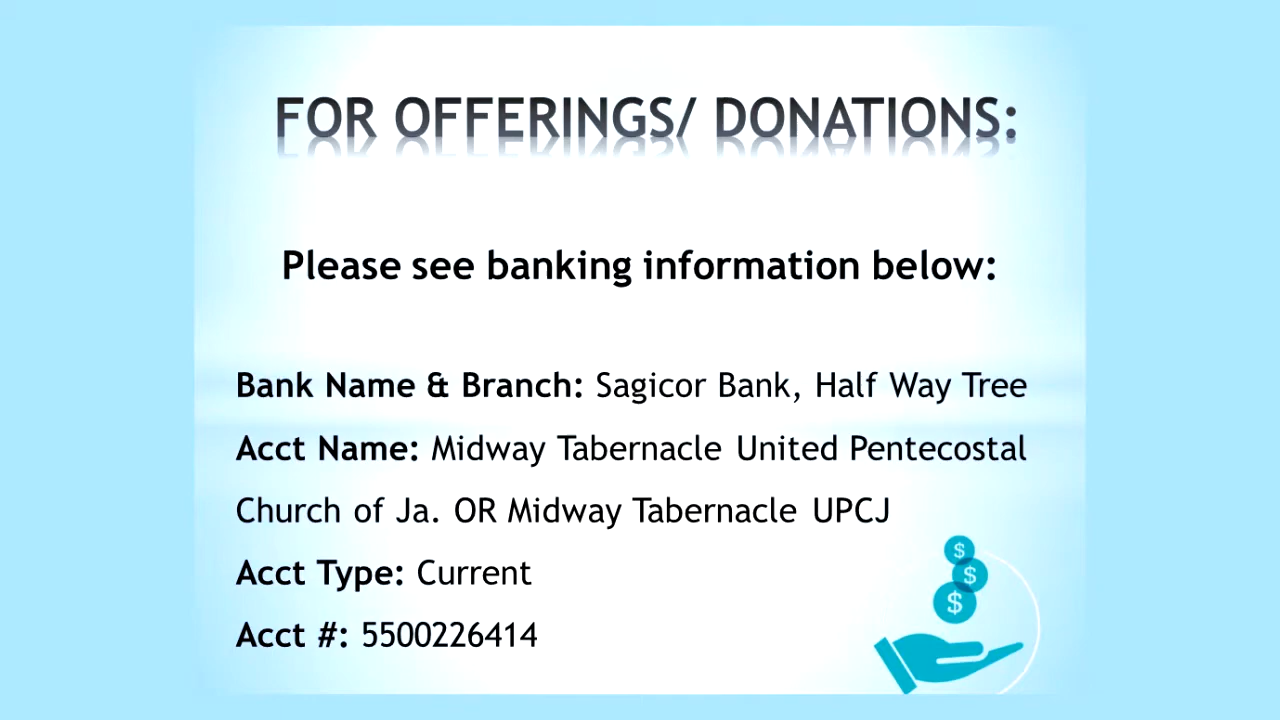 FOR OFFERINGS/ DONATIONS:
Please see banking information below:
Bank Name & Branch: Sagicor Bank, Half Way Tree
Acct Name: Midway Tabernacle United Pentecostal
Church of Ja. OR Midway Tabernacle UPCJ
Acct Type: Current
Acct #: 5500226414
$
$
$